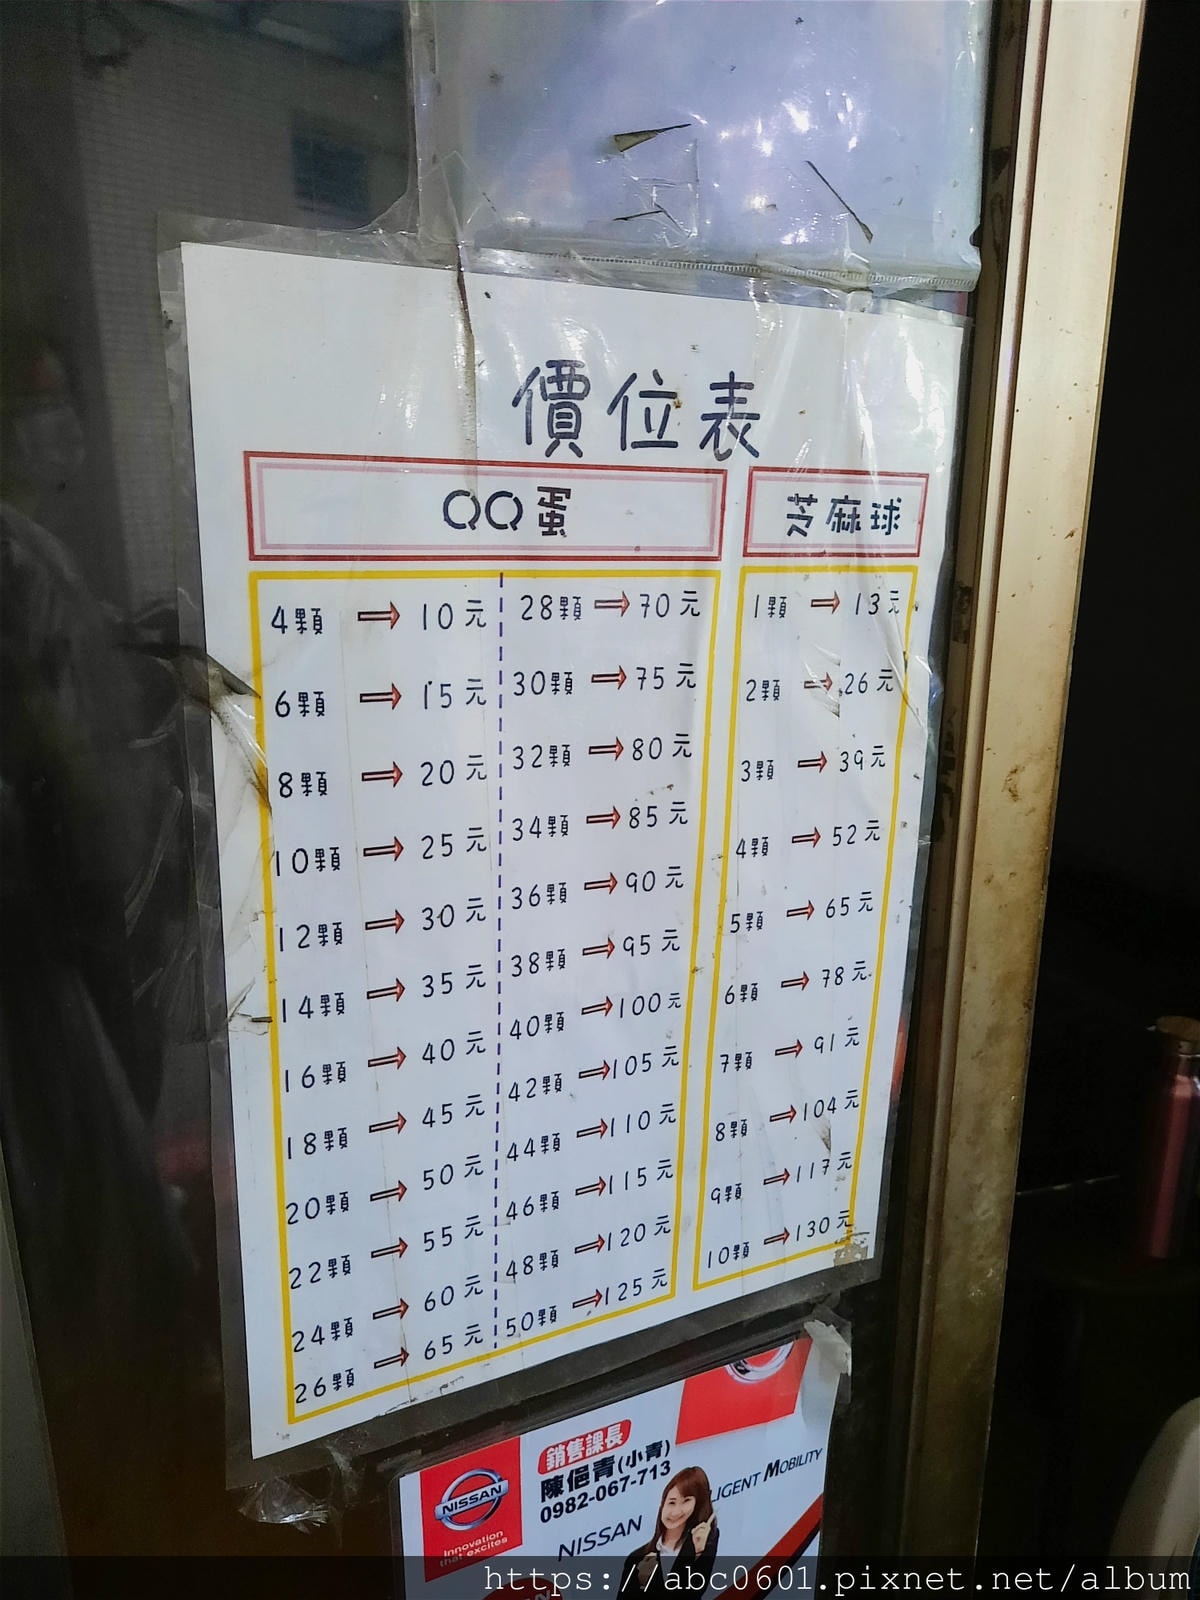 價位表
QQ蛋
4顆 ⇒ 10元
6顆 ⇒ 15元
8顆 ⇒ 20元
10顆 ⇒ 25元
12顆 ⇒ 30元
14顆 ⇒ 35元
16顆 ⇒ 40元
18顆 ⇒ 45元
20顆 ⇒ 50元
22顆 ⇒ 55元
24顆 ⇒ 60元
26顆 ⇒ 65元
28顆 ⇒ 70元
30顆 ⇒ 75元
32顆 ⇒ 80元
34顆 ⇒ 85元
36顆 ⇒ 90元
38顆 ⇒ 95元
40顆 ⇒ 100元
42顆 ⇒ 105元
44顆 ⇒ 110元
46顆 ⇒ 115元
48顆 ⇒ 120元
50顆 ⇒ 125元
芝麻球
1顆 ⇒ 13元
2顆 ⇒ 26元
3顆 ⇒ 39元
4顆 ⇒ 52元
5顆 ⇒ 65元
6顆 ⇒ 78元
7顆 ⇒ 91元
8顆 ⇒ 104元
9顆 ⇒ 117元
10顆 ⇒ 130元
NISSAN
Innovation
that excites
銷售課長
陳俋青(小青)
0982-067-713
NISSAN
LIGENT MOBILITY
https://abc0601.pixnet.net/album